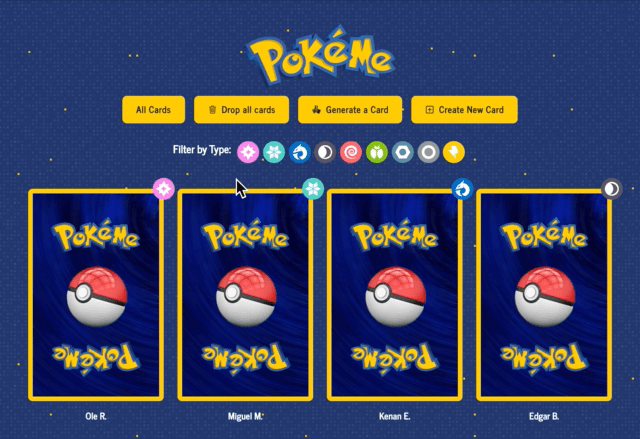 PoKéMe
All Cards
Drop all cards
Generate a Card
Create New Card
Filter by Type:
PoKéMe
PoKéMe
PoKéMe
PoKéMe
PoKéMe
PoKéMe
PoKéMe
PoKéMe
Ole R.
Miguel M.
Kenan E.
Edgar B.